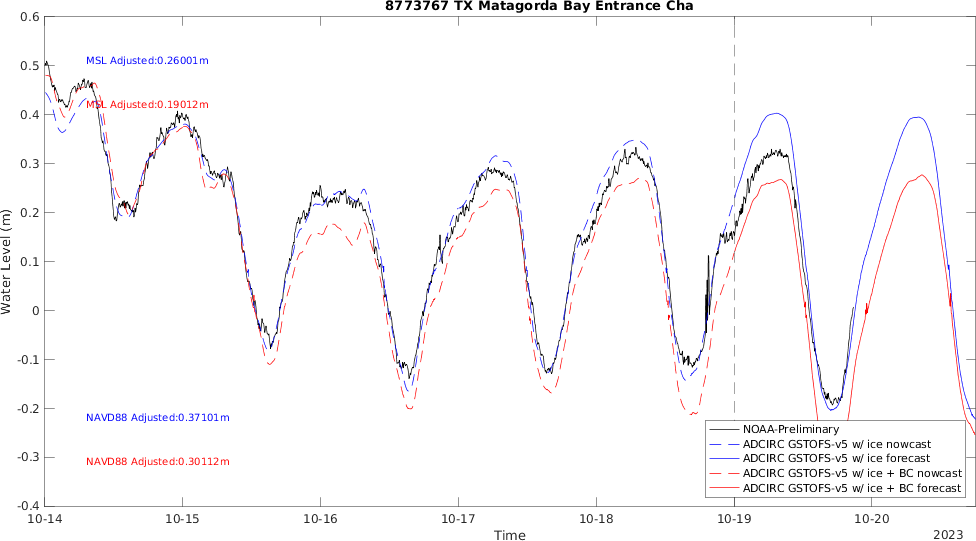 8773767 TX Matagorda Bay Entrance Cha
0.6
0.5
0.4
0.3
0.2
0.1
0
-0.1
-0.2
-0.3
-0.4
Water Level (m)
MSL Adjusted:0.26001m
MSL Adjusted:0.19012m
NAVD88 Adjusted:0.37101m
NAVD88 Adjusted:0.30112m
NOAA-Preliminary
ADCIRC GSTOFS-v5 w/ ice nowcast
ADCIRC GSTOFS-v5 w/ ice forecast
ADCIRC GSTOFS-v5 w/ ice + BC nowcast
ADCIRC GSTOFS-v5 w/ ice + BC forecast
10-14 10-15 10-16 10-17 10-18 10-19 10-20
Time
2023